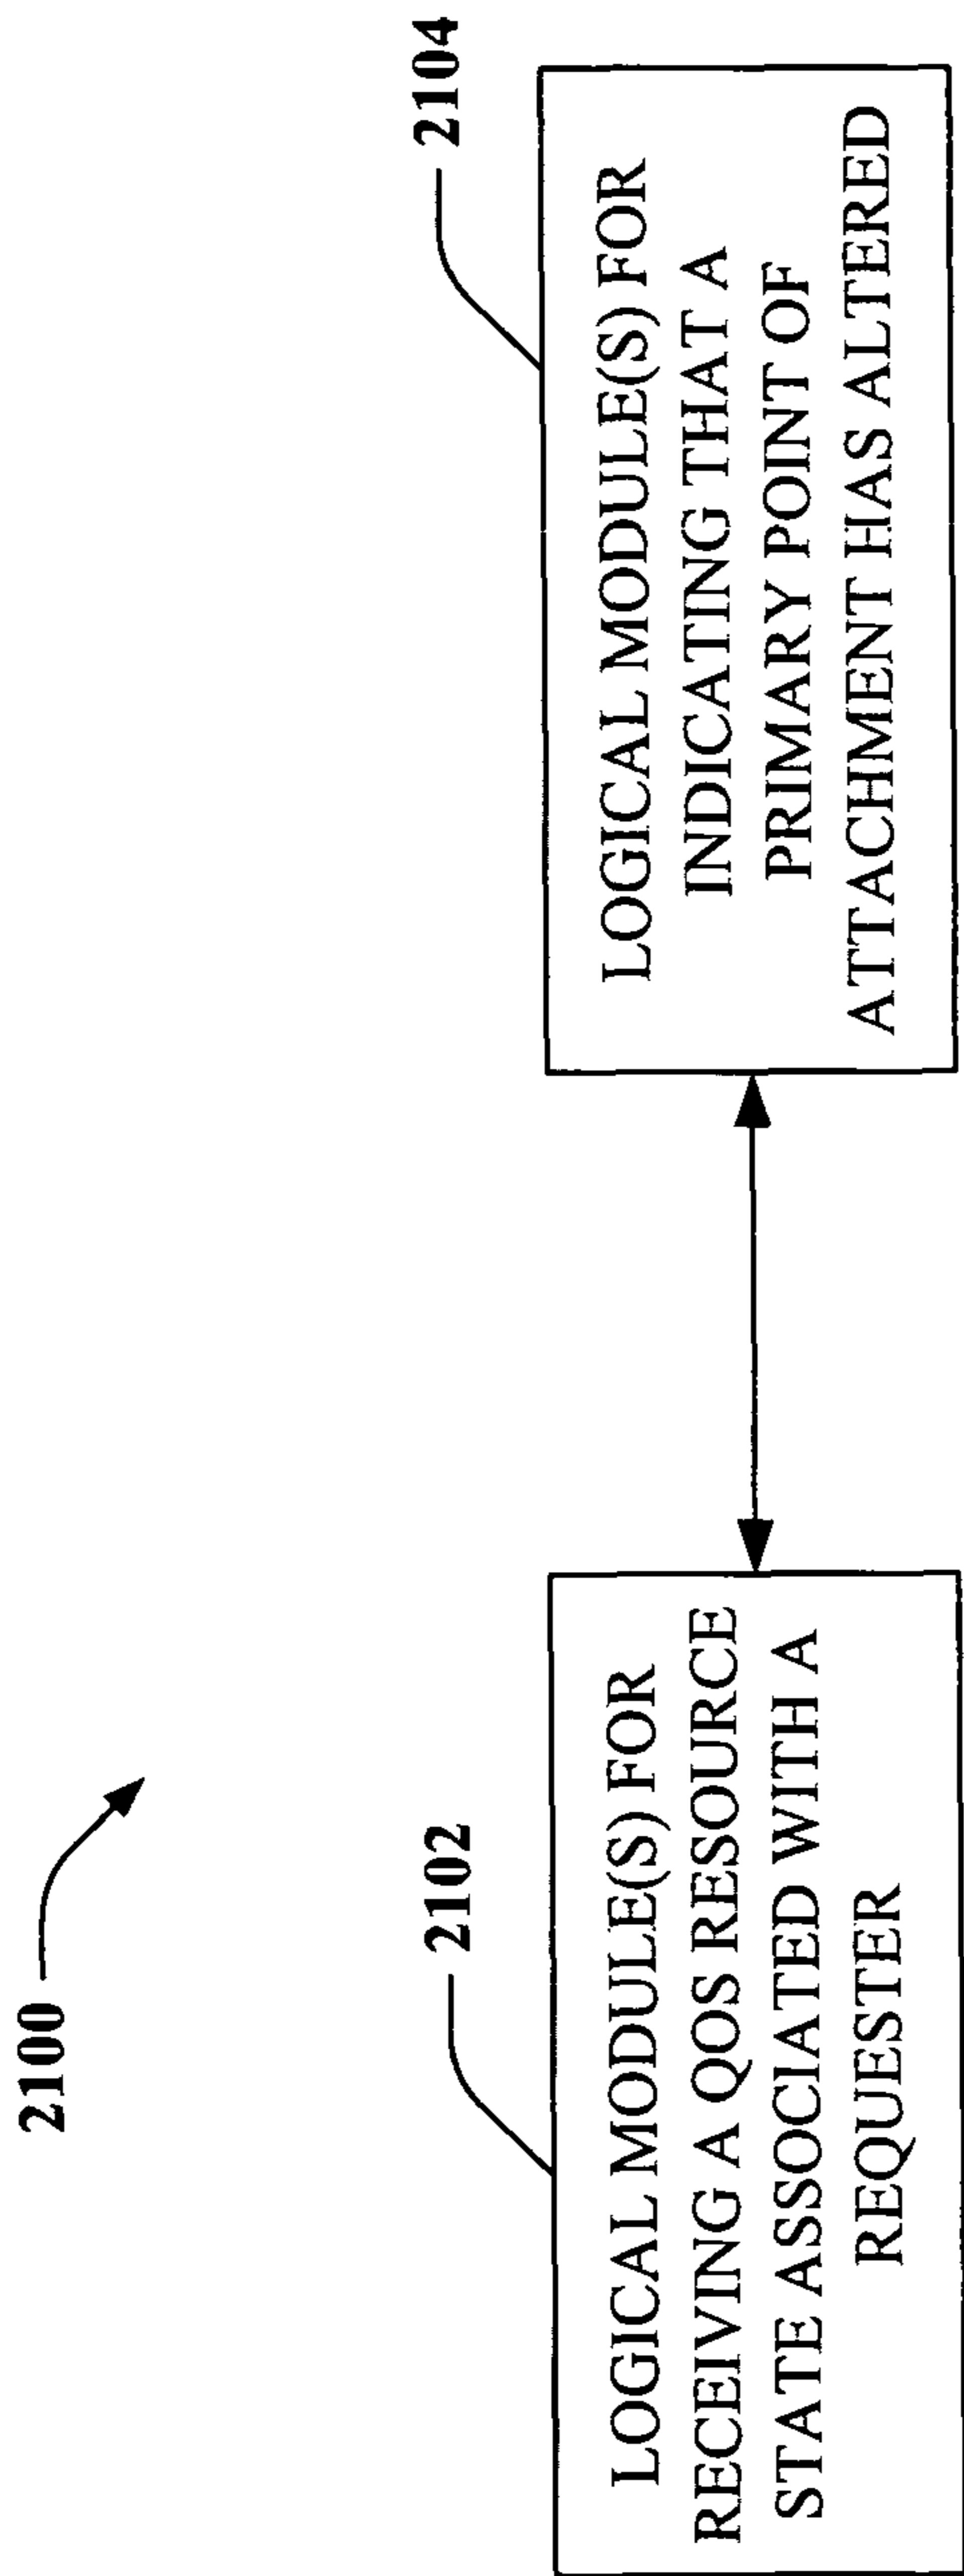 2100
2102
LOGICAL MODULE(S) FOR
RECEIVING A QOS RESOURCE
STATE ASSOCIATED WITH A
REQUESTER
2104
LOGICAL MODULE(S) FOR
INDICATING THAT A
PRIMARY POINT OF
ATTACHMENT HAS ALTERED